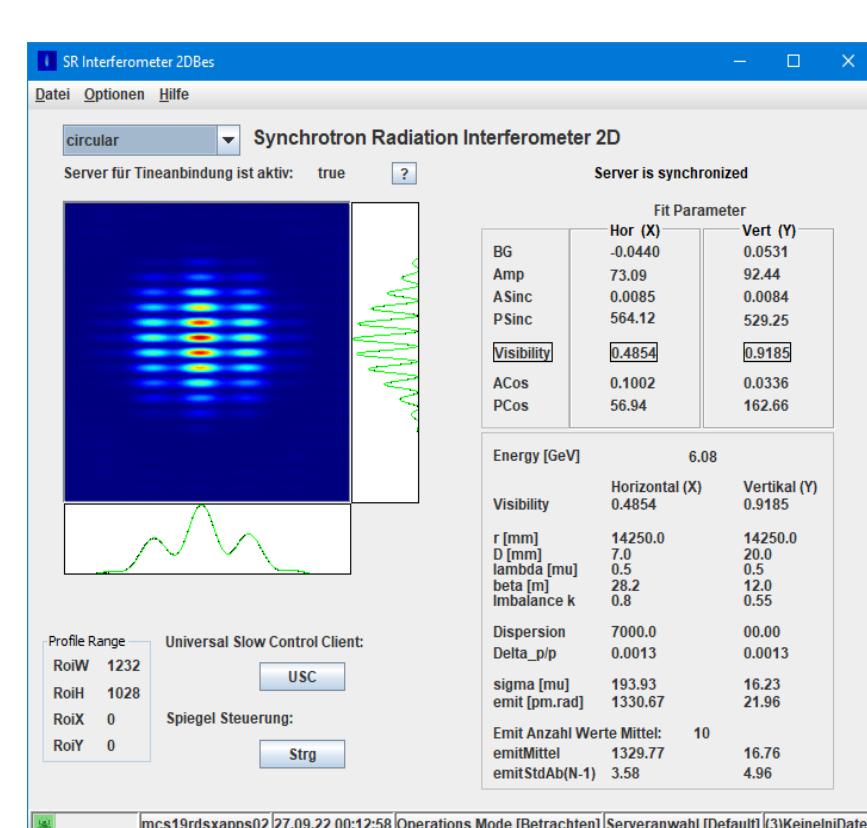 SR Interferometer 2DBes
Datei Optionen Hilfe
circular Synchrotron Radiation Interferometer 2D
Server für Tineanbindung ist aktiv: true ? Server is synchronized
Fit Parameter
Hor (X) Vert (Y)
BG -0.0440 0.0531
Amp 73.09 92.44
ASinc 0.0085 0.0084
PSinc 564.12 529.25
Visibility 0.4854 0.9185
ACos 0.1002 0.0336
PCos 56.94 162.66
Energy [GeV] 6.08
Horizontal (X) Vertikal (Y)
Visibility 0.4854 0.9185
r [mm] 14250.0 14250.0
D [mm] 7.0 20.0
lambda [mu] 0.5 0.5
beta [m] 28.2 12.0
Imbalance k 0.8 0.55
Dispersion 7000.0 00.00
Delta_p/p 0.0013 0.0013
sigma [mu] 193.93 16.23
emit [pm.rad] 1330.67 21.96
Emit Anzahl Werte Mittel: 10
emitMittel 1329.77 16.76
emitStdAb(N-1) 3.58 4.96
Profile Range
RoiW 1232
RoiH 1028
RoiX 0
RoiY 0
Universal Slow Control Client:
USC
Spiegel Steuerung:
Strg
mcs19rdsxapps02 27.09.22 00:12:58 Operations Mode [Betrachten] Serveranwahl [Default] (3)KeineIniDate